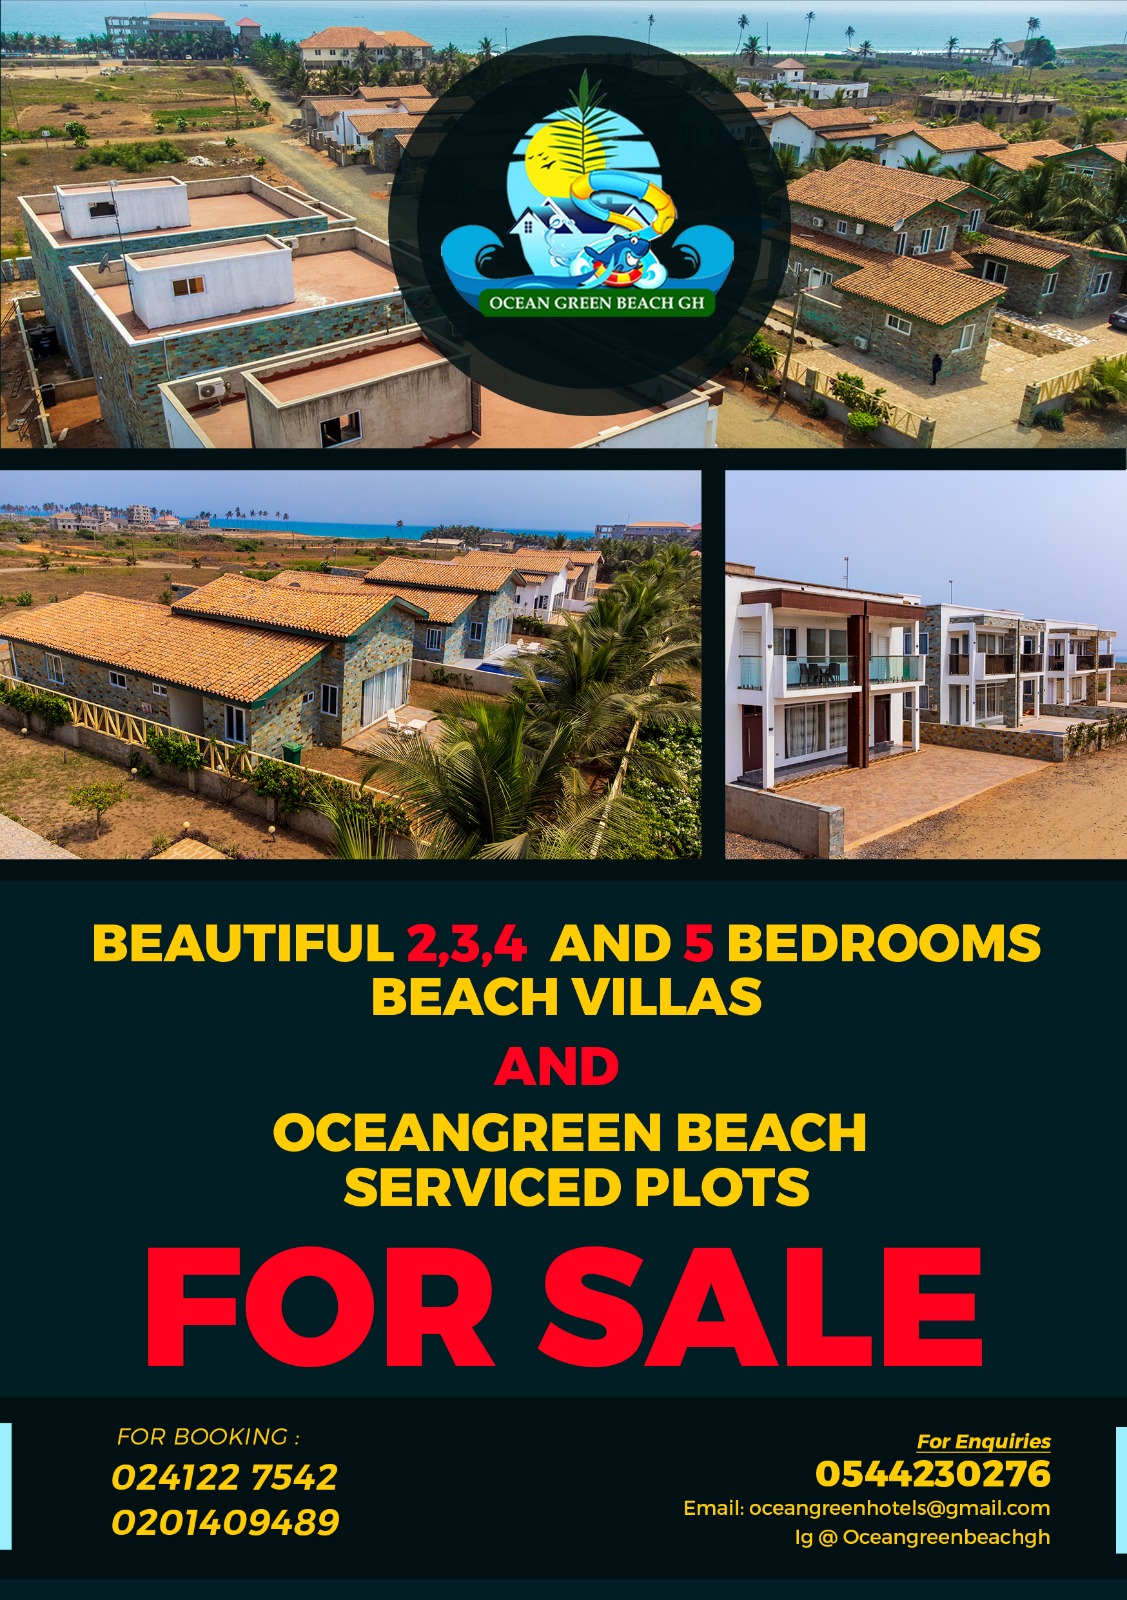 OCEAN GREEN BEACH GH
BEAUTIFUL 2,3,4 AND 5 BEDROOMS
BEACH VILLAS
AND
OCEANGREEN BEACH
SERVICED PLOTS
FOR SALE
FOR BOOKING :
024122 7542
0201409489
For Enquiries
0544230276
Email: oceangreenhotels@gmail.com
Ig @ Oceangreenbeachgh